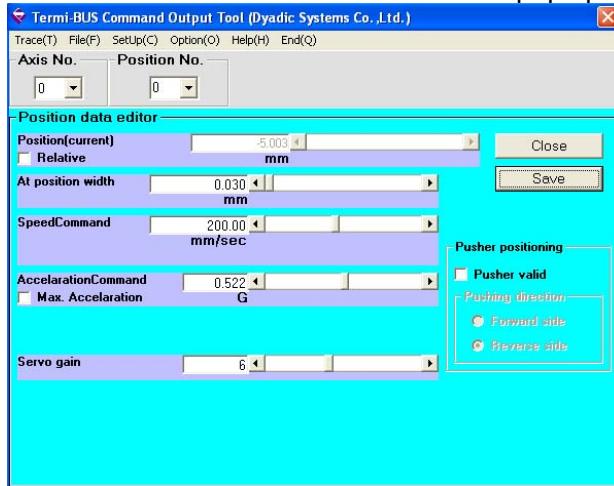 Termi-BUS Command Output Tool (Dyadic Systems Co. ,Ltd. )
Trace(T) File(F) SetUp(C) Option(O) Help(H) End(Q)
Axis No. Position No.
0 0
Position data editor
Position(current) -5.003
Relative mm
Close
At position width 0.030
mm
Save
SpeedCommand 200.00
mm/sec
Pusher positioning
Pusher valid
AccelarationCommand 0.522
Max. Accelaration G
Pushing direction
Forward side
Reverse side
Servo gain 6